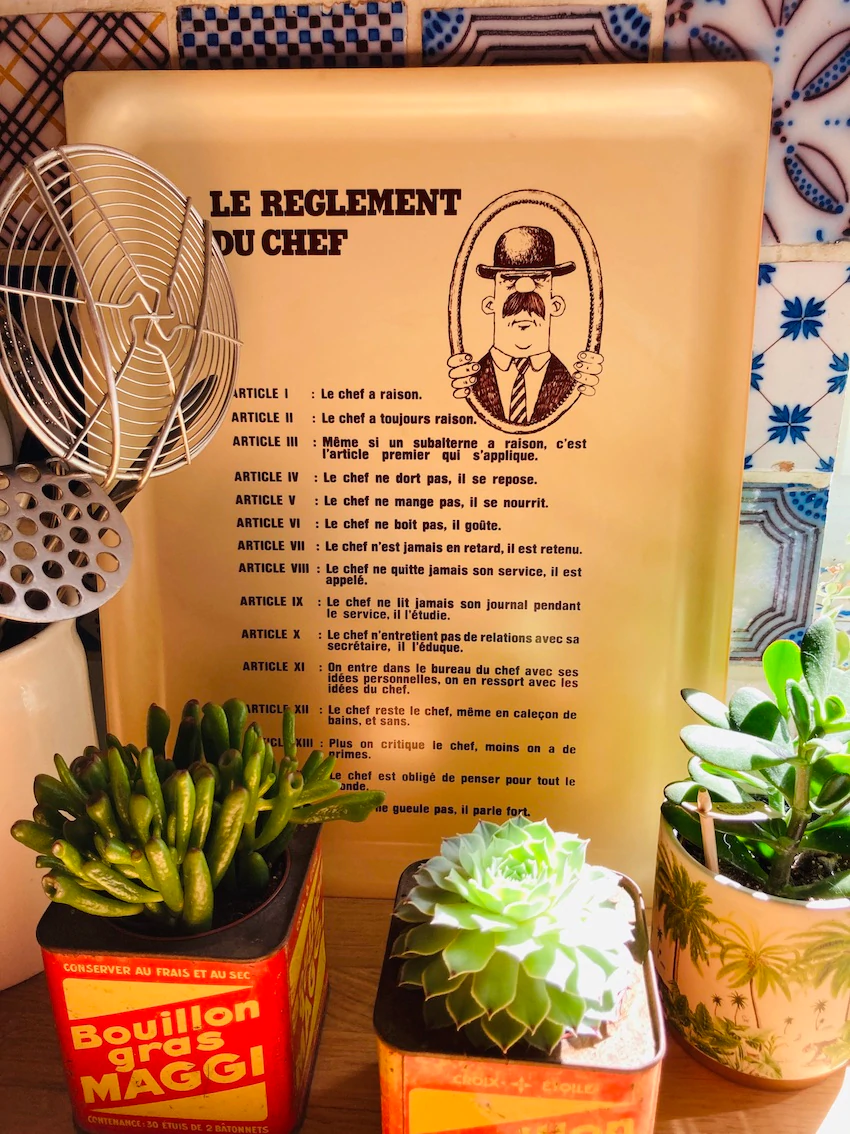 LE REGLEMENT
DU CHEF
ARTICLE I : Le chef a raison.
ARTICLE II : Le chef a toujours raison.
ARTICLE III : Même si un subalterne a raison, c'est
l'article premier qui s'applique.
ARTICLE IV : Le chef ne dort pas, il se repose.
ARTICLE V : Le chef ne mange pas, il se nourrit.
ARTICLE VI : Le chef ne boit pas, il goûte.
ARTICLE VII : Le chef n'est jamais en retard, il est retenu.
ARTICLE VIII : Le chef ne quitte jamais son service, il est
appelé.
ARTICLE IX : Le chef ne lit jamais son journal pendant
le service, il l'étudie.
ARTICLE X : Le chef n'entretient pas de relations avec sa
secrétaire, il l'éduque.
ARTICLE XI : On entre dans le bureau du chef avec ses
idées personnelles, on en ressort avec les
idées du chef.
ARTICLE XII : Le chef reste le chef, même en caleçon de
bains, et sans.
XIII : Plus on critique le chef, moins on a de
primes.
Le chef est obligé de penser pour tout le
ne gueule pas, il parle fort.
CONSERVER AU FRAIS ET AU SEC
Bouillon
gras
MAGGI
CONTENANCE: 30 ETUIS DE 2 BÂTONNETS
CROIX + ETOILE